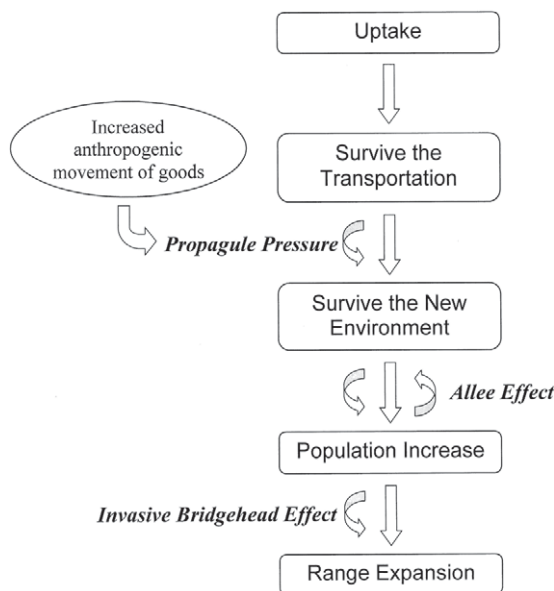 Uptake
Increased
anthropogenic
movement of goods
Survive the
Transportation
Propagule Pressure
Survive the New
Environment
Allee Effect
Population Increase
Invasive Bridgehead Effect
Range Expansion